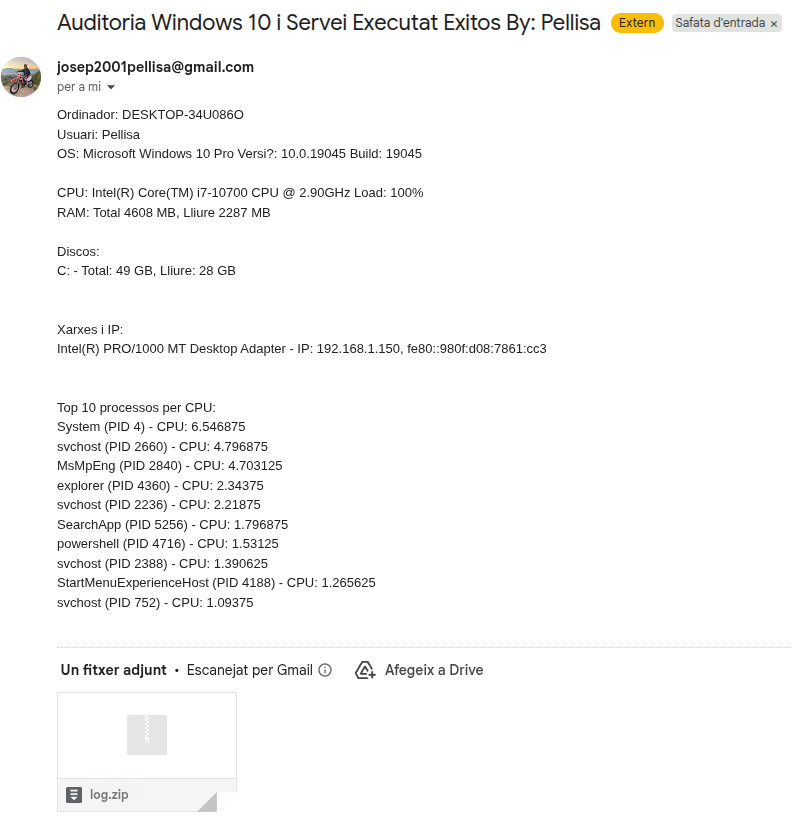 Auditoria Windows 10 i Servei Executat Exitos By: Pellisa Extern Safata d'entrada ×
josep2001pellisa@gmail.com
per a mi
Ordinador: DESKTOP-34U086O
Usuari: Pellisa
OS: Microsoft Windows 10 Pro Versi?: 10.0.19045 Build: 19045
CPU: Intel(R) Core(TM) i7-10700 CPU @ 2.90GHz Load: 100%
RAM: Total 4608 MB, Lliure 2287 MB
Discos:
C: - Total: 49 GB, Lliure: 28 GB
Xarxes i IP:
Intel(R) PRO/1000 MT Desktop Adapter - IP: 192.168.1.150, fe80::980f:d08:7861:cc3
Top 10 processos per CPU:
System (PID 4) - CPU: 6.546875
svchost (PID 2660) - CPU: 4.796875
MsMpEng (PID 2840) - CPU: 4.703125
explorer (PID 4360) - CPU: 2.34375
svchost (PID 2236) - CPU: 2.21875
SearchApp (PID 5256) - CPU: 1.796875
powershell (PID 4716) - CPU: 1.53125
svchost (PID 2388) - CPU: 1.390625
StartMenuExperienceHost (PID 4188) - CPU: 1.265625
svchost (PID 752) - CPU: 1.09375
Un fitxer adjunt • Escanejat per Gmail Afegeix a Drive
log.zip